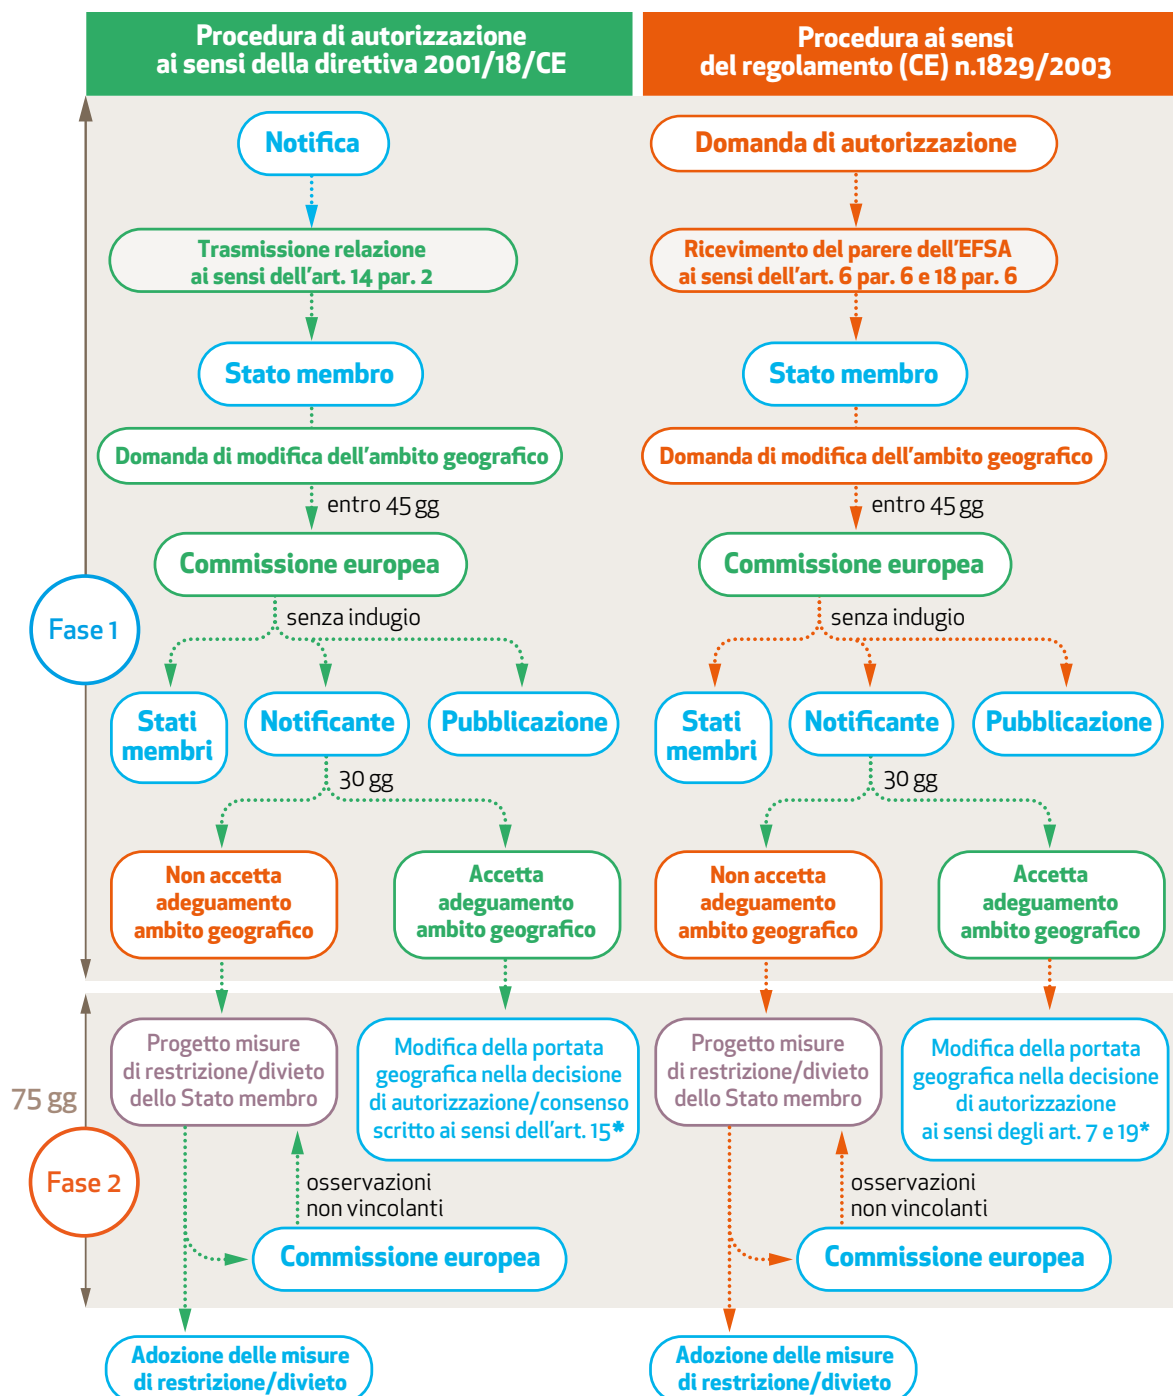 Procedura di autorizzazione
ai sensi della direttiva 2001/18/CE
Notifica
Trasmissione relazione
ai sensi dell'art. 14 par. 2
Stato membro
Domanda di modifica dell'ambito geografico
entro 45 gg
Commissione europea
senza indugio
Stati
membri
Notificante
Pubblicazione
30 gg
Non accetta
adeguamento
ambito geografico
Accetta
adeguamento
ambito geografico
Progetto misure
di restrizione/divieto
dello Stato membro
Modifica della portata
geografica nella decisione
di autorizzazione/consenso
scritto ai sensi dell'art. 15*
osservazioni
non vincolanti
Commissione europea
Adozione delle misure
di restrizione/divieto
Procedura ai sensi
del regolamento (CE) n.1829/2003
Domanda di autorizzazione
Ricevimento del parere dell'EFSA
ai sensi dell'art. 6 par. 6 e 18 par. 6
Stato membro
Domanda di modifica dell'ambito geografico
entro 45 gg
Commissione europea
senza indugio
Stati
membri
Notificante
Pubblicazione
30 gg
Non accetta
adeguamento
ambito geografico
Accetta
adeguamento
ambito geografico
Progetto misure
di restrizione/divieto
dello Stato membro
Modifica della portata
geografica nella decisione
di autorizzazione
ai sensi degli art. 7 e 19*
osservazioni
non vincolanti
Commissione europea
Adozione delle misure
di restrizione/divieto
Fase 1
75 gg
Fase 2